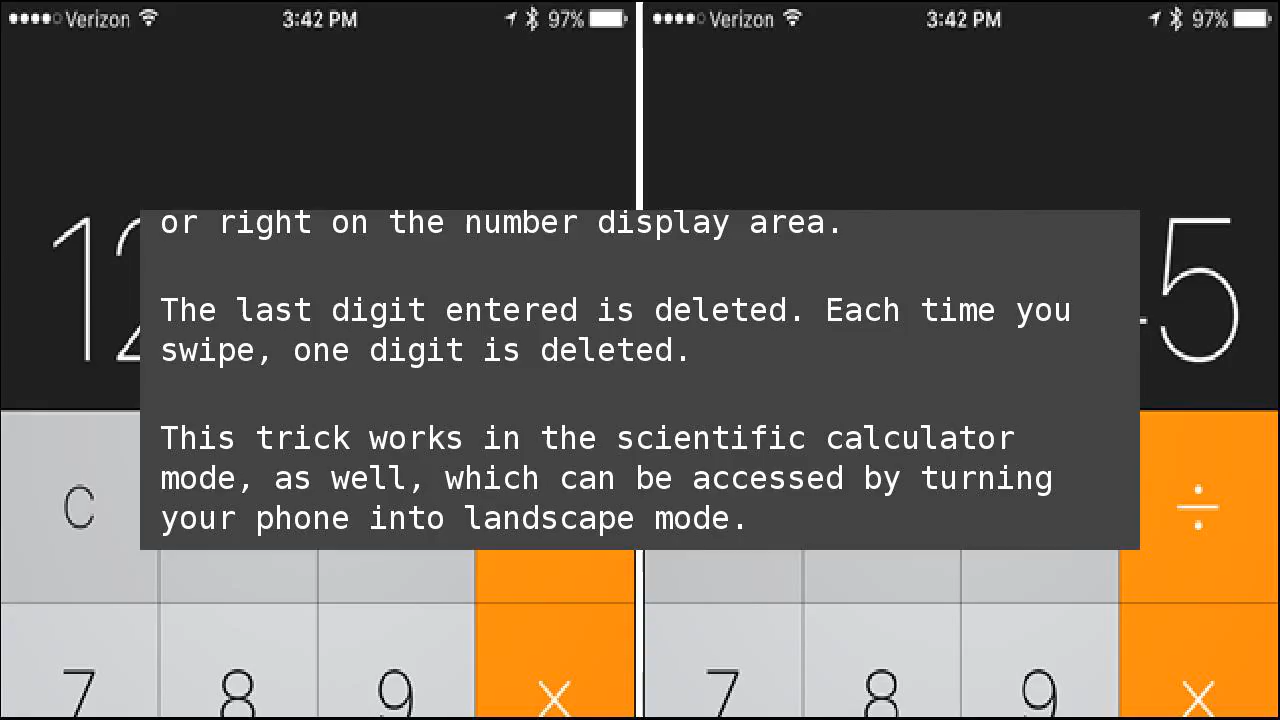 Verizon 3:42 PM 97% Verizon 3:42 PM 97%
12 5
or right on the number display area.
The last digit entered is deleted. Each time you
swipe, one digit is deleted.
This trick works in the scientific calculator
mode, as well, which can be accessed by turning
your phone into landscape mode.
C ÷
7 8 9 × 7 8 9 ×